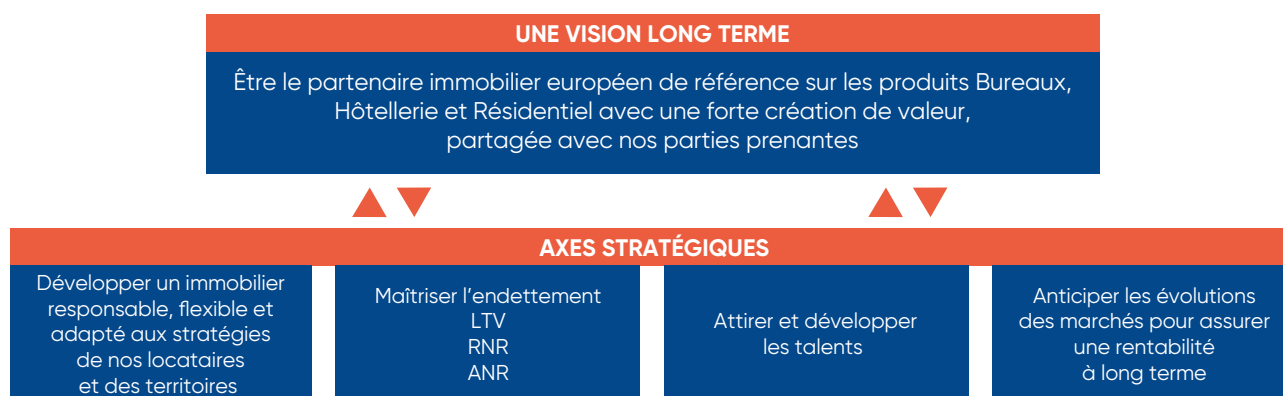 UNE VISION LONG TERME
Être le partenaire immobilier européen de référence sur les produits Bureaux,
Hôtellerie et Résidentiel avec une forte création de valeur,
partagée avec nos parties prenantes
AXES STRATÉGIQUES
Développer un immobilier
responsable, flexible et
adapté aux stratégies
de nos locataires
et des territoires
Maîtriser l’endettement
LTV
RNR
ANR
Attirer et développer
les talents
Anticiper les évolutions
des marchés pour assurer
une rentabilité
à long terme